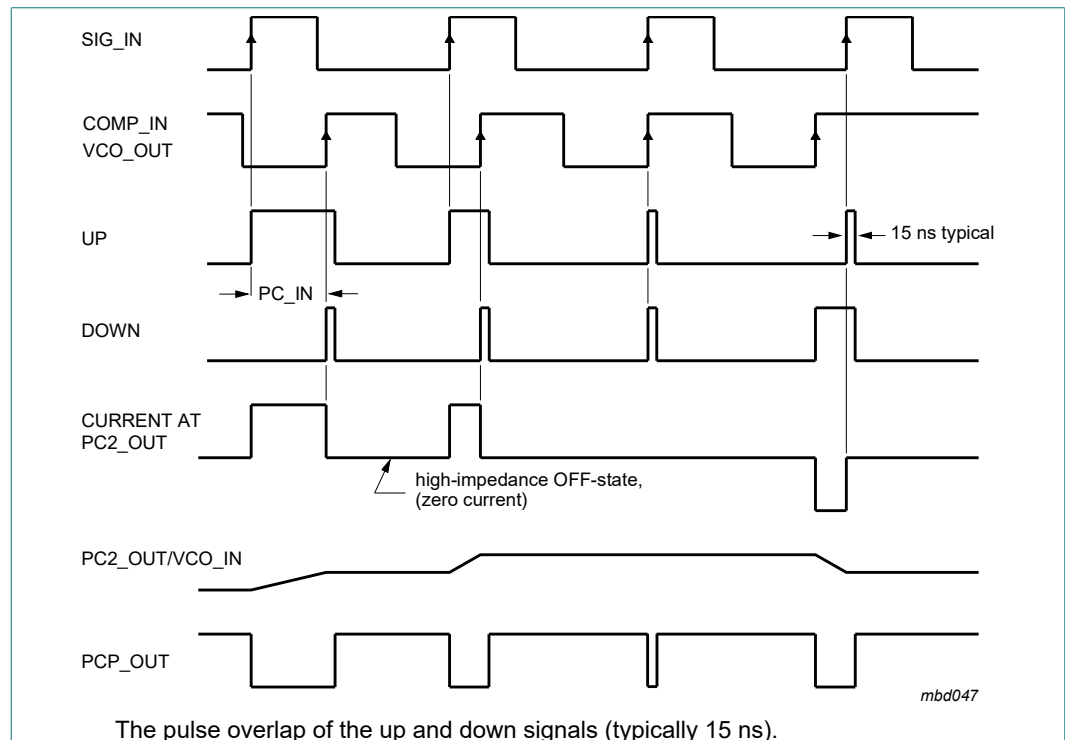 SIG_IN
COMP_IN
VCO_OUT
UP
15 ns typical
PC_IN
DOWN
CURRENT AT
PC2_OUT
high-impedance OFF-state,
(zero current)
PC2_OUT/VCO_IN
PCP_OUT
mbd047
The pulse overlap of the up and down signals (typically 15 ns).